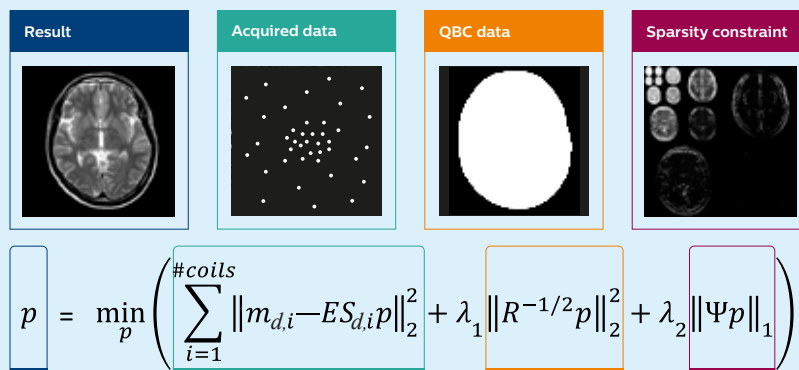 Result
Acquired data
QBC data
Sparsity constraint
p = min_p ( ∑_{i=1}^{#coils} ‖m_{d,i}—ES_{d,i}p‖_2^2 + λ_1 ‖R^{-1/2}p‖_2^2 + λ_2 ‖Ψp‖_1 )